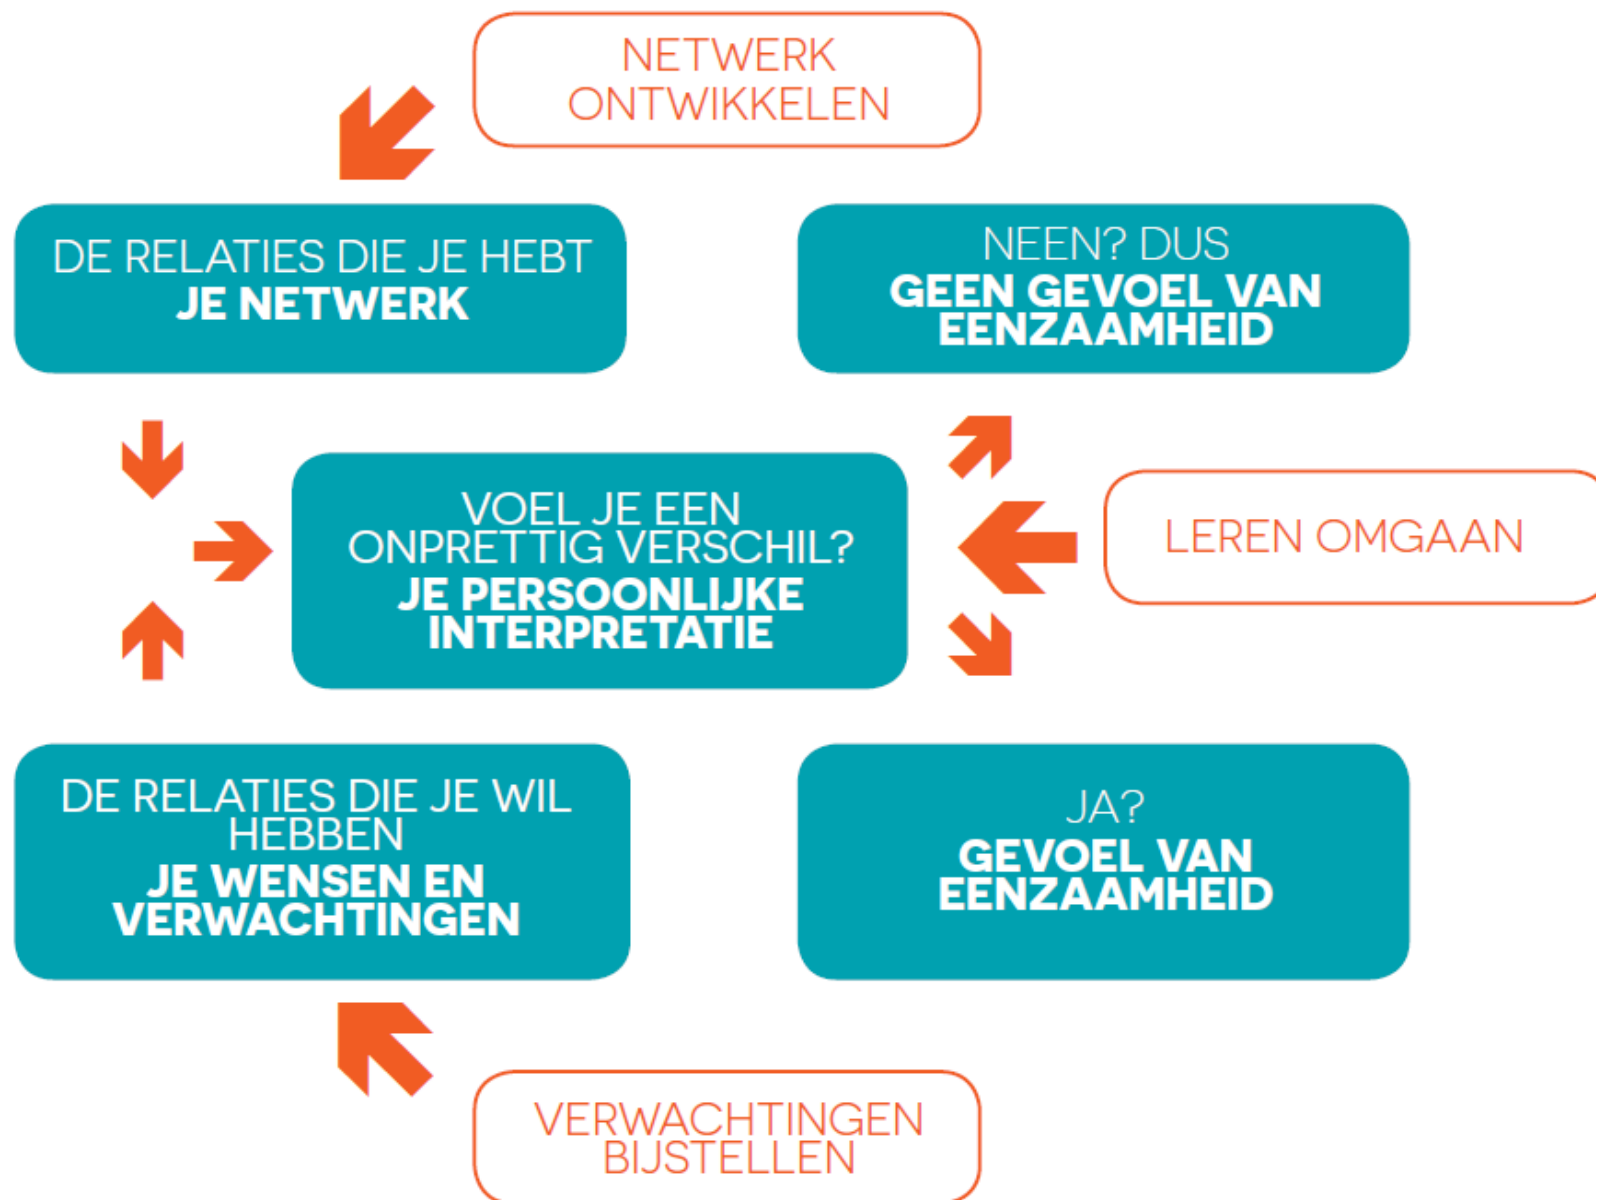 NETWERK
ONTWIKKELEN
DE RELATIES DIE JE HEBT
JE NETWERK
NEEN? DUS
GEEN GEVOEL VAN
EENZAAMHEID
VOEL JE EEN
ONPRETTIG VERSCHIL?
JE PERSOONLIJKE
INTERPRETATIE
LEREN OMGAAN
DE RELATIES DIE JE WIL
HEBBEN
JE WENSEN EN
VERWACHTINGEN
JA?
GEVOEL VAN
EENZAAMHEID
VERWACHTINGEN
BIJSTELLEN